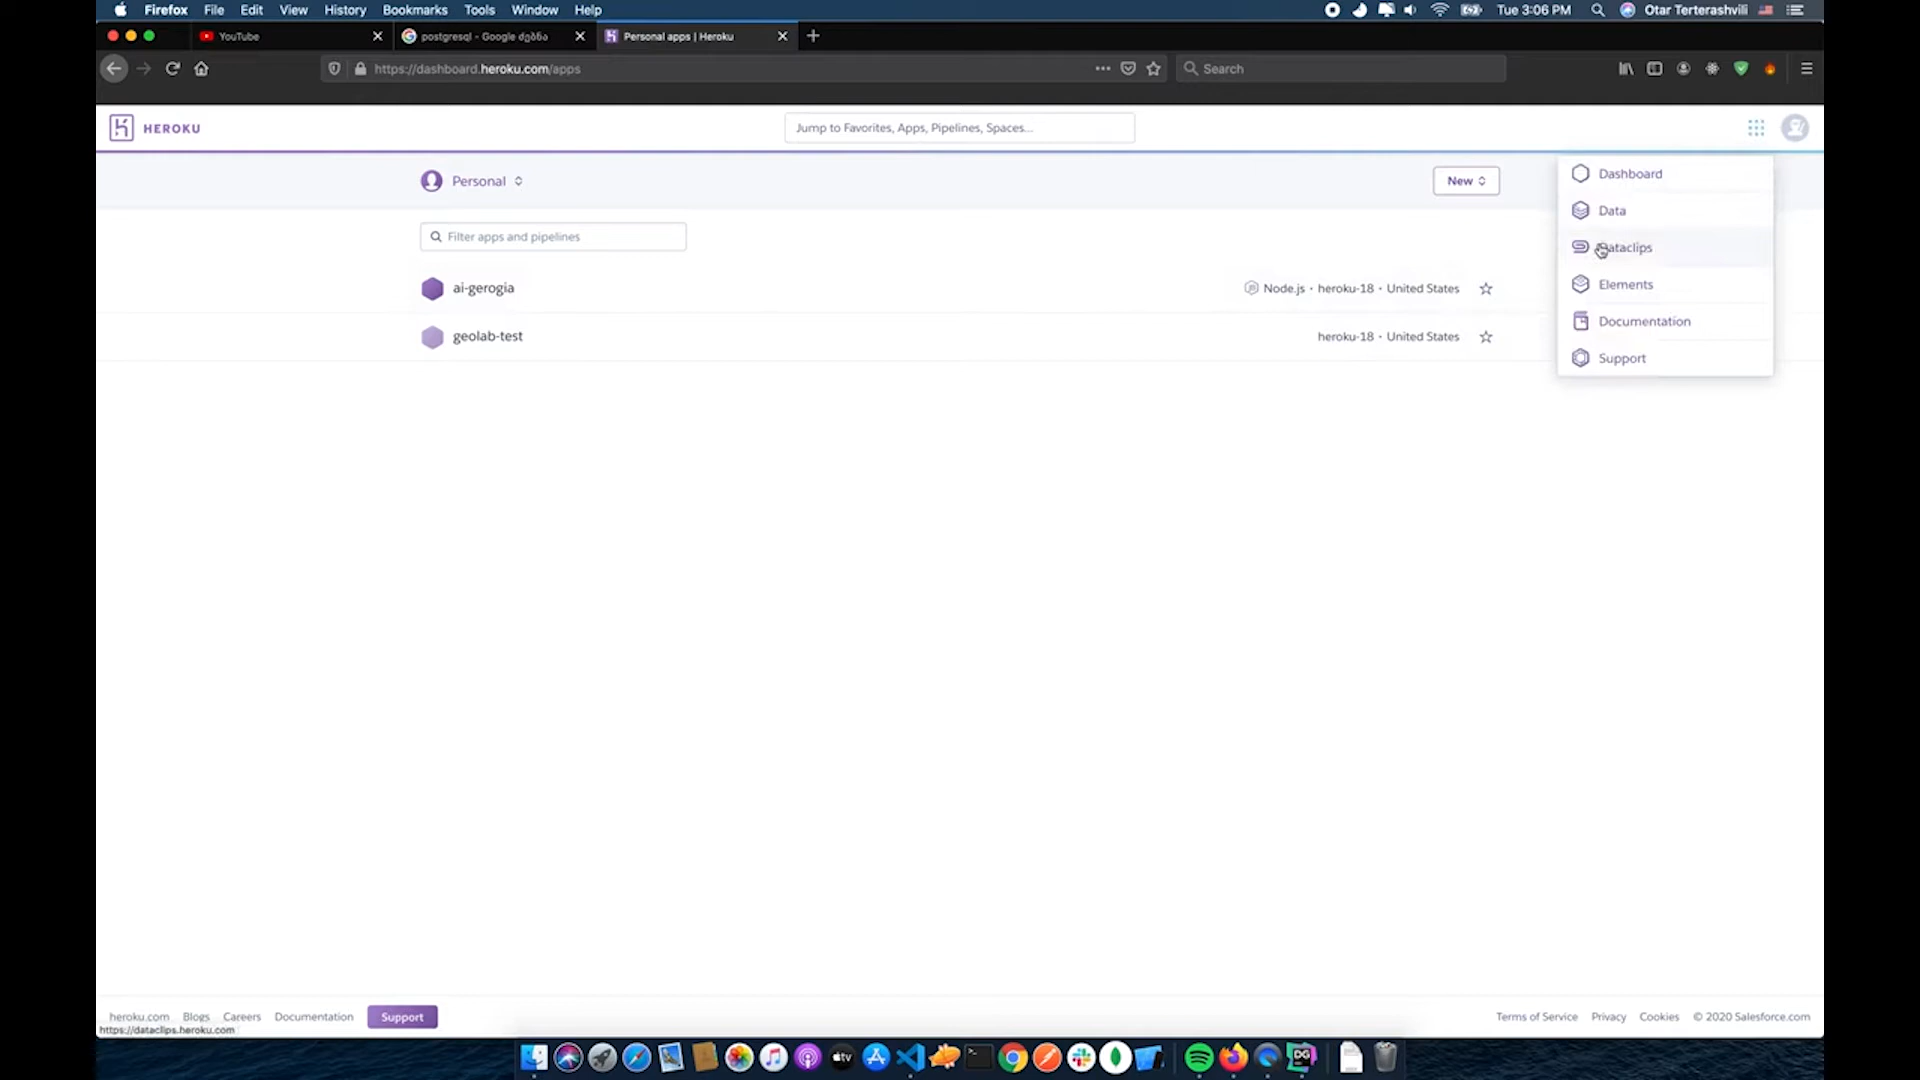 Firefox File Edit View History Bookmarks Tools Window Help Tue 3:06 PM Otar Terterashvili
YouTube postgresql - Google ძებნა Personal apps | Heroku
https://dashboard.heroku.com/apps Search
HEROKU Jump to Favorites, Apps, Pipelines, Spaces...
Personal New
Dashboard
Data
Dataclips
Elements
Documentation
Support
Filter apps and pipelines
ai-gerogia Node.js • heroku-18 • United States
geolab-test heroku-18 • United States
heroku.com Blogs Careers Documentation Support Terms of Service Privacy Cookies © 2020 Salesforce.com
https://dataclips.heroku.com
tv DG